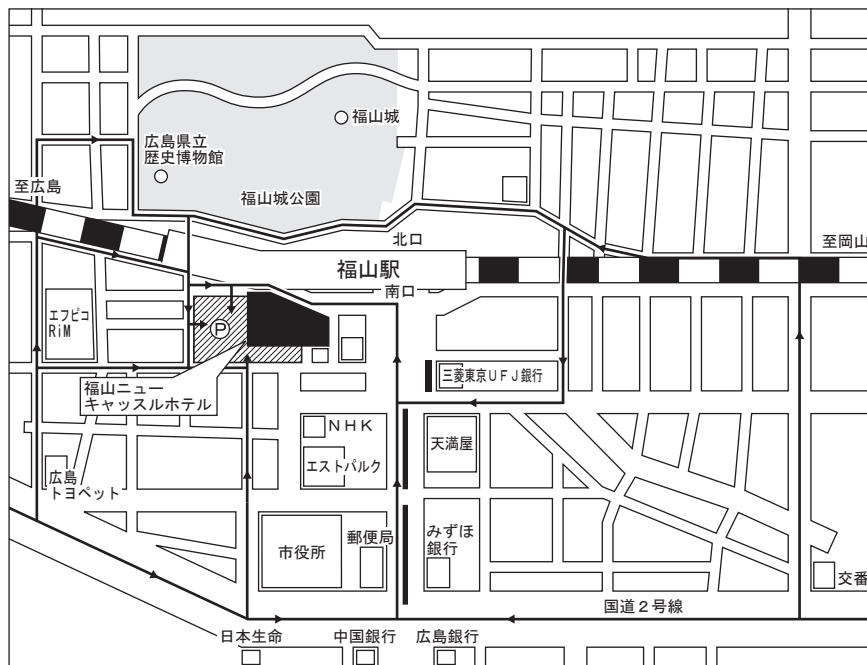 福山城
広島県立
歴史博物館
至広島
福山城公園
北口
至岡山
福山駅
南口
エフピコ
RiM
P
三菱東京UFJ銀行
福山ニュー
キャッスルホテル
NHK
天満屋
エストパルク
広島
トヨペット
市役所
郵便局
みずほ
銀行
交番
国道2号線
日本生命
中国銀行
広島銀行